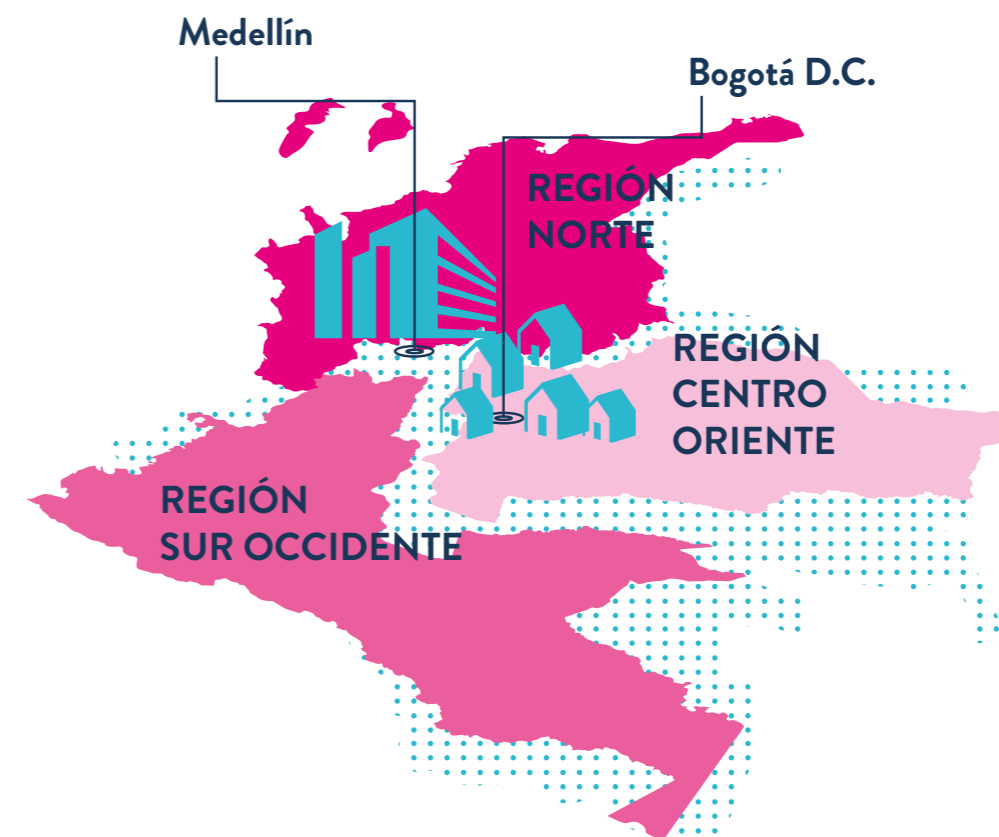 Medellín
Bogotá D.C.
REGIÓN
NORTE
REGIÓN
CENTRO
ORIENTE
REGIÓN
SUR OCCIDENTE